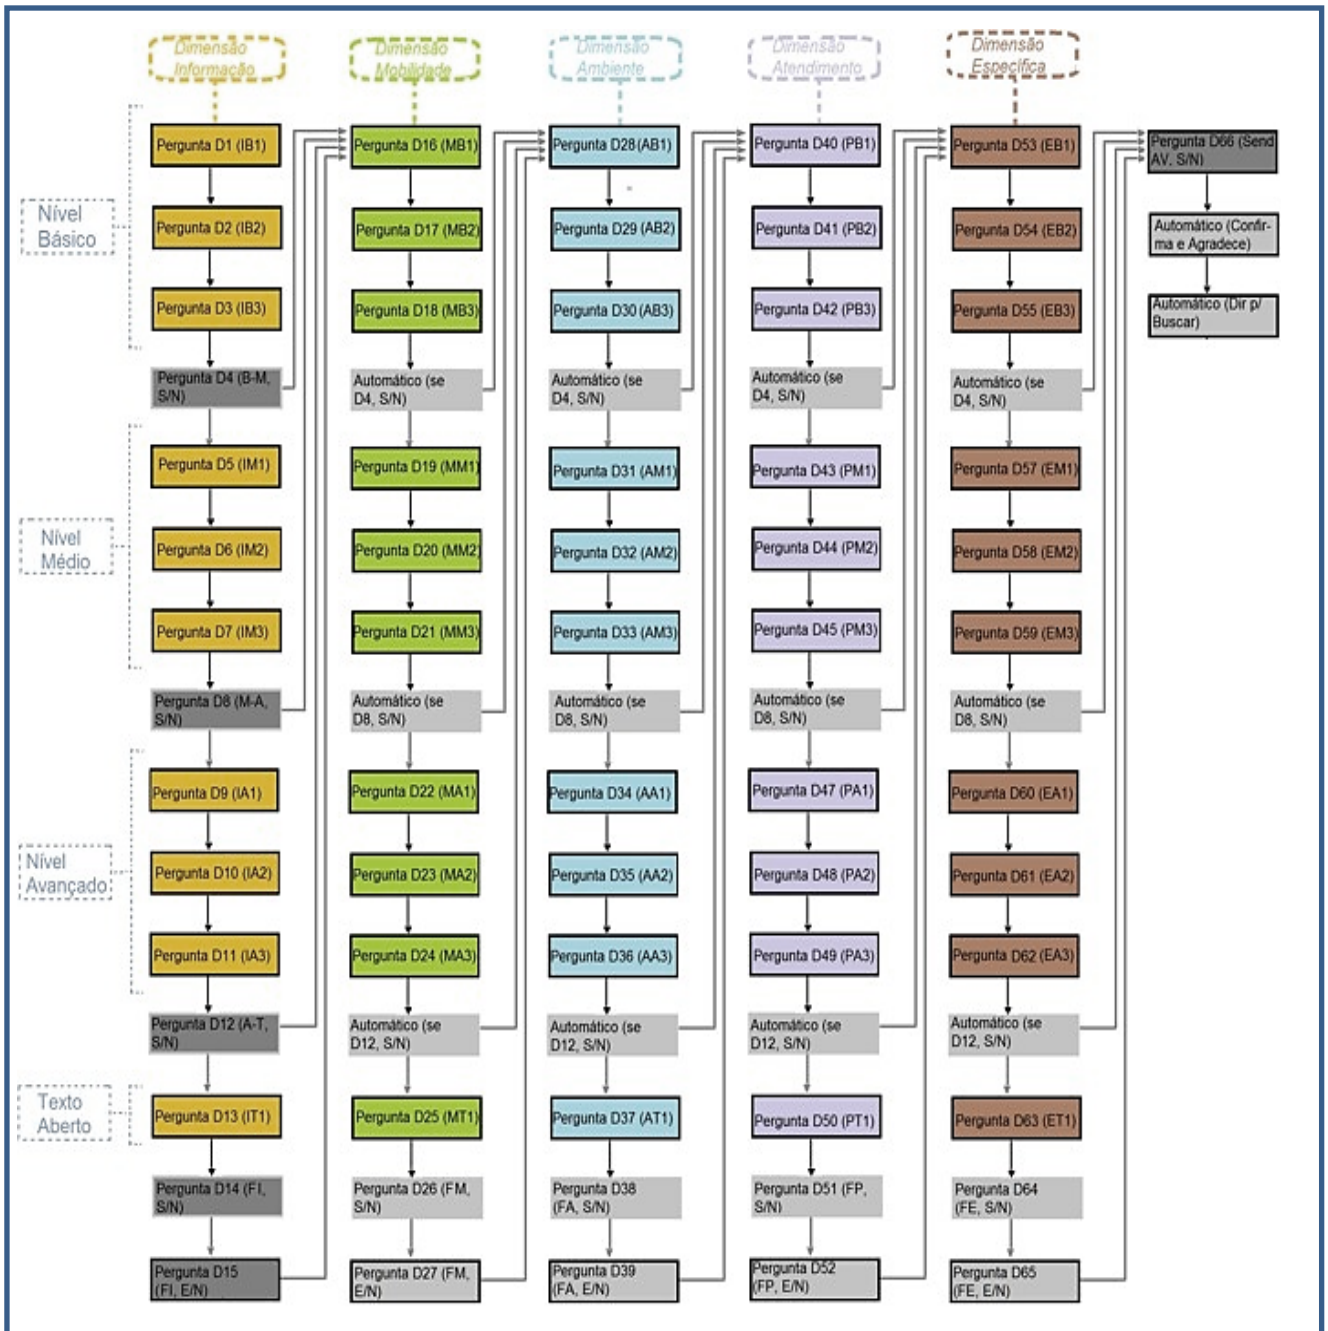 Dimensão
Informação
Dimensão
Mobilidade
Dimensão
Ambiente
Dimensão
Atendimento
Dimensão
Específica
Nível
Básico
Pergunta D1 (IB1)
Pergunta D16 (MB1)
Pergunta D28 (AB1)
Pergunta D40 (PB1)
Pergunta D53 (EB1)
Pergunta D66 (Send
AV, S/N)
Pergunta D2 (IB2)
Pergunta D17 (MB2)
Pergunta D29 (AB2)
Pergunta D41 (PB2)
Pergunta D54 (EB2)
Automático (Confir-
ma e Agradece)
Pergunta D3 (IB3)
Pergunta D18 (MB3)
Pergunta D30 (AB3)
Pergunta D42 (PB3)
Pergunta D55 (EB3)
Automático (Dir p/
Buscar)
Pergunta D4 (B-M,
S/N)
Automático (se
D4, S/N)
Automático (se
D4, S/N)
Automático (se
D4, S/N)
Automático (se
D4, S/N)
Nível
Médio
Pergunta D5 (IM1)
Pergunta D19 (MM1)
Pergunta D31 (AM1)
Pergunta D43 (PM1)
Pergunta D57 (EM1)
Pergunta D6 (IM2)
Pergunta D20 (MM2)
Pergunta D32 (AM2)
Pergunta D44 (PM2)
Pergunta D58 (EM2)
Pergunta D7 (IM3)
Pergunta D21 (MM3)
Pergunta D33 (AM3)
Pergunta D45 (PM3)
Pergunta D59 (EM3)
Pergunta D8 (M-A,
S/N)
Automático (se
D8, S/N)
Automático (se
D8, S/N)
Automático (se
D8, S/N)
Automático (se
D8, S/N)
Nível
Avançado
Pergunta D9 (IA1)
Pergunta D22 (MA1)
Pergunta D34 (AA1)
Pergunta D47 (PA1)
Pergunta D60 (EA1)
Pergunta D10 (IA2)
Pergunta D23 (MA2)
Pergunta D35 (AA2)
Pergunta D48 (PA2)
Pergunta D61 (EA2)
Pergunta D11 (IA3)
Pergunta D24 (MA3)
Pergunta D36 (AA3)
Pergunta D49 (PA3)
Pergunta D62 (EA3)
Pergunta D12 (A-T,
S/N)
Automático (se
D12, S/N)
Automático (se
D12, S/N)
Automático (se
D12, S/N)
Automático (se
D12, S/N)
Texto
Aberto
Pergunta D13 (IT1)
Pergunta D25 (MT1)
Pergunta D37 (AT1)
Pergunta D50 (PT1)
Pergunta D63 (ET1)
Pergunta D14 (FI,
S/N)
Pergunta D26 (FM,
S/N)
Pergunta D38
(FA, S/N)
Pergunta D51 (FP,
S/N)
Pergunta D64
(FE, S/N)
Pergunta D15
(FI, E/N)
Pergunta D27 (FM,
E/N)
Pergunta D39
(FA, E/N)
Pergunta D52
(FP, E/N)
Pergunta D65
(FE, E/N)